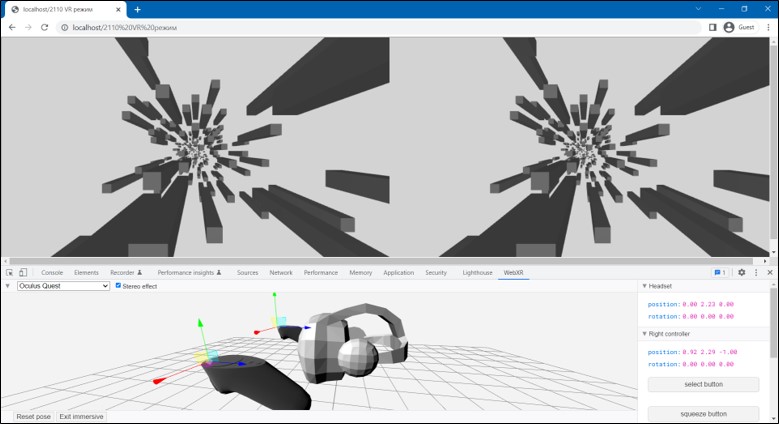 localhost/2110 VR режим
localhost/2110%20VR%20режим
Guest
Console Elements Recorder Performance insights Sources Network Performance Memory Application Security Lighthouse WebXR 1
Oculus Quest Stereo effect
Headset
position: 0.00 2.23 0.00
rotation: 0.00 0.00 0.00
Right controller
position: 0.92 2.29 -1.00
rotation: 0.00 0.00 0.00
select button
squeeze button
Reset pose Exit immersive